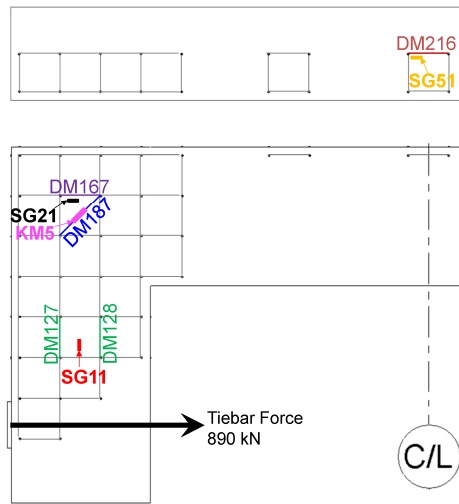 DM216
SG51
DM167
SG21
KM5
DM187
DM127
DM128
SG11
Tiebar Force
890 kN
C/L